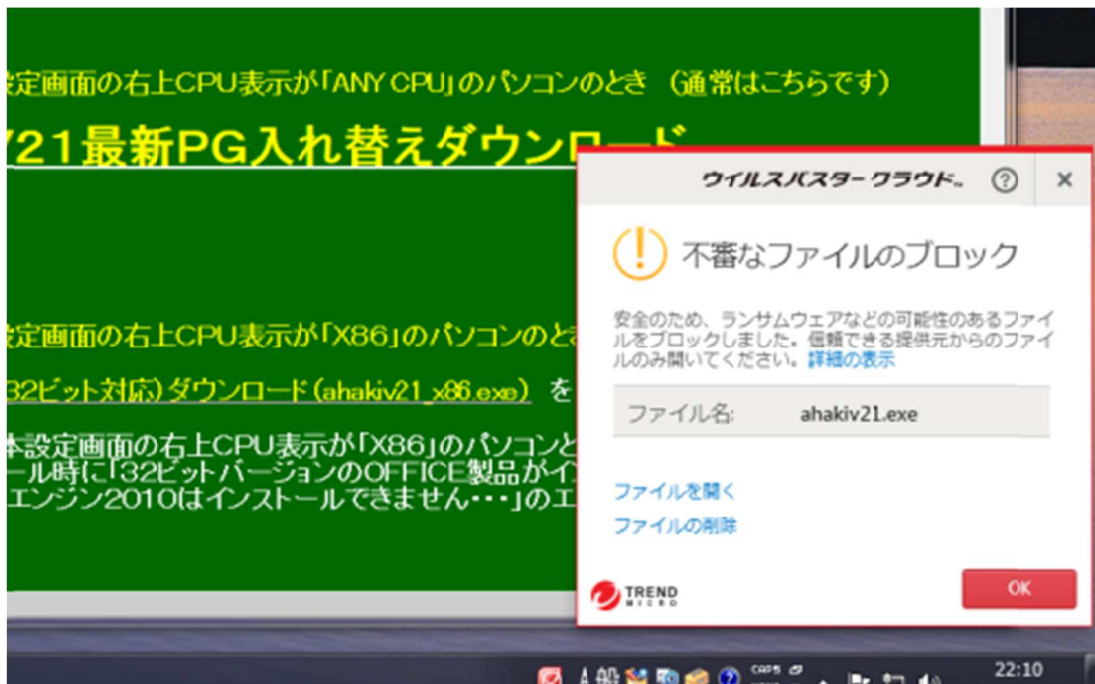 設定画面の右上CPU表示が「ANY CPU」のパソコンのとき (通常はこちらです)
/21最新PG入れ替えダウンロード
ウイルスバスター クラウド™
不審なファイルのブロック
安全のため、ランサムウェアなどの可能性のあるファイ
ルをブロックしました。信頼できる提供元からのファイ
ルのみ開いてください。詳細の表示
ファイル名: ahakiv21.exe
ファイルを開く
ファイルの削除
TREND
MICRO
OK
設定画面の右上CPU表示が「X86」のパソコンのとき
32ビット対応)ダウンロード(ahakiv21_x86.exe) を
本設定画面の右上CPU表示が「X86」のパソコンと
ール時に「32ビットバージョンのOFFICE製品がイ
エンジン2010はインストールできません・・・」のエ
A 般
CAPS
22:10